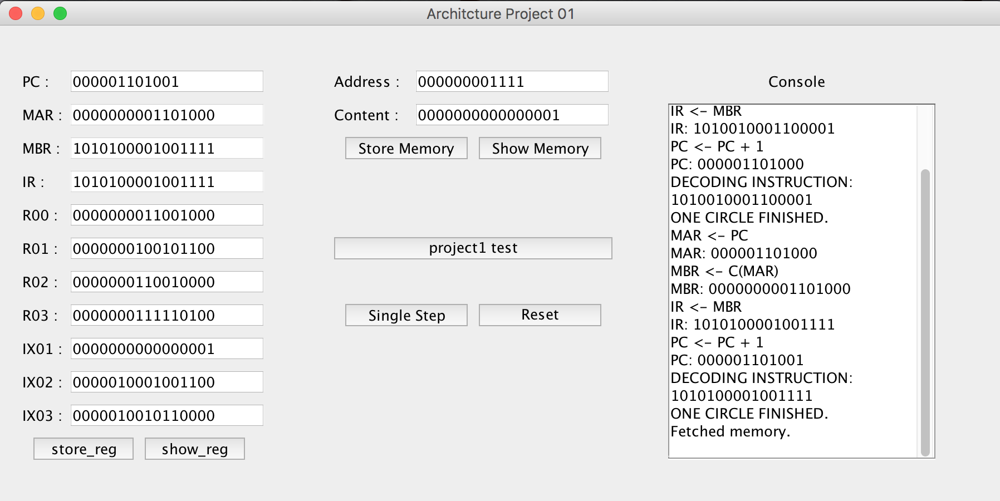 Architcture Project 01
PC : 000001101001
MAR : 0000000001101000
MBR : 1010100001001111
IR : 1010100001001111
R00 : 0000000011001000
R01 : 0000000100101100
R02 : 0000000110010000
R03 : 0000000111110100
IX01 : 0000000000000001
IX02 : 0000010001001100
IX03 : 0000010010110000
store_reg show_reg
Address : 000000001111
Content : 0000000000000001
Store Memory Show Memory
project1 test
Single Step Reset
Console
IR <- MBR
IR: 1010010001100001
PC <- PC + 1
PC: 000001101000
DECODING INSTRUCTION:
1010010001100001
ONE CIRCLE FINISHED.
MAR <- PC
MAR: 000001101000
MBR <- C(MAR)
MBR: 0000000001101000
IR <- MBR
IR: 1010100001001111
PC <- PC + 1
PC: 000001101001
DECODING INSTRUCTION:
1010100001001111
ONE CIRCLE FINISHED.
Fetched memory.